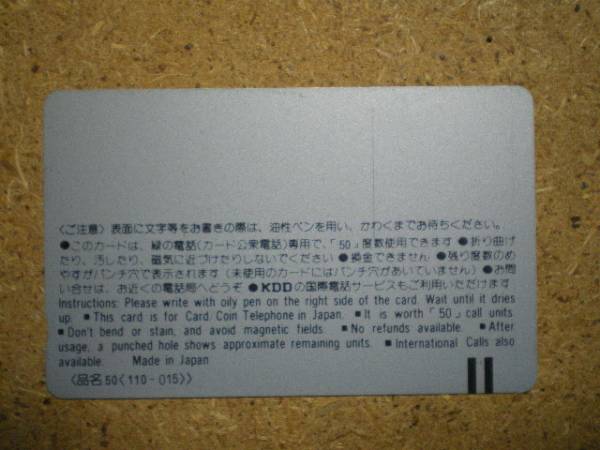 〈ご注意〉表面に文字等をお書きの際は、油性ペンを用い、かわくまでお待ちください。
●このカードは、緑の電話(カード公衆電話)専用で、「50」度数使用できます ●折り曲げ
たり、汚したり、磁気に近づけたりしないでください ●換金できません ●残り度数のめ
やすがパンチ穴で表示されます(未使用のカードにはパンチ穴があいていません) ●お問
い合せは、お近くの電話局へどうぞ ●KDDの国際電話サービスもご利用いただけます
Instructions: Please write with oily pen on the right side of the card. Wait until it dries
up. ■ This card is for Card/Coin Telephone in Japan. ■ It is worth「50」call units.
■ Don't bend or stain, and avoid magnetic fields. ■ No refunds available. ■ After
usage, a punched hole shows approximate remaining units. ■ International Calls also
available. Made in Japan
〈品名 50〈110-015〉〉